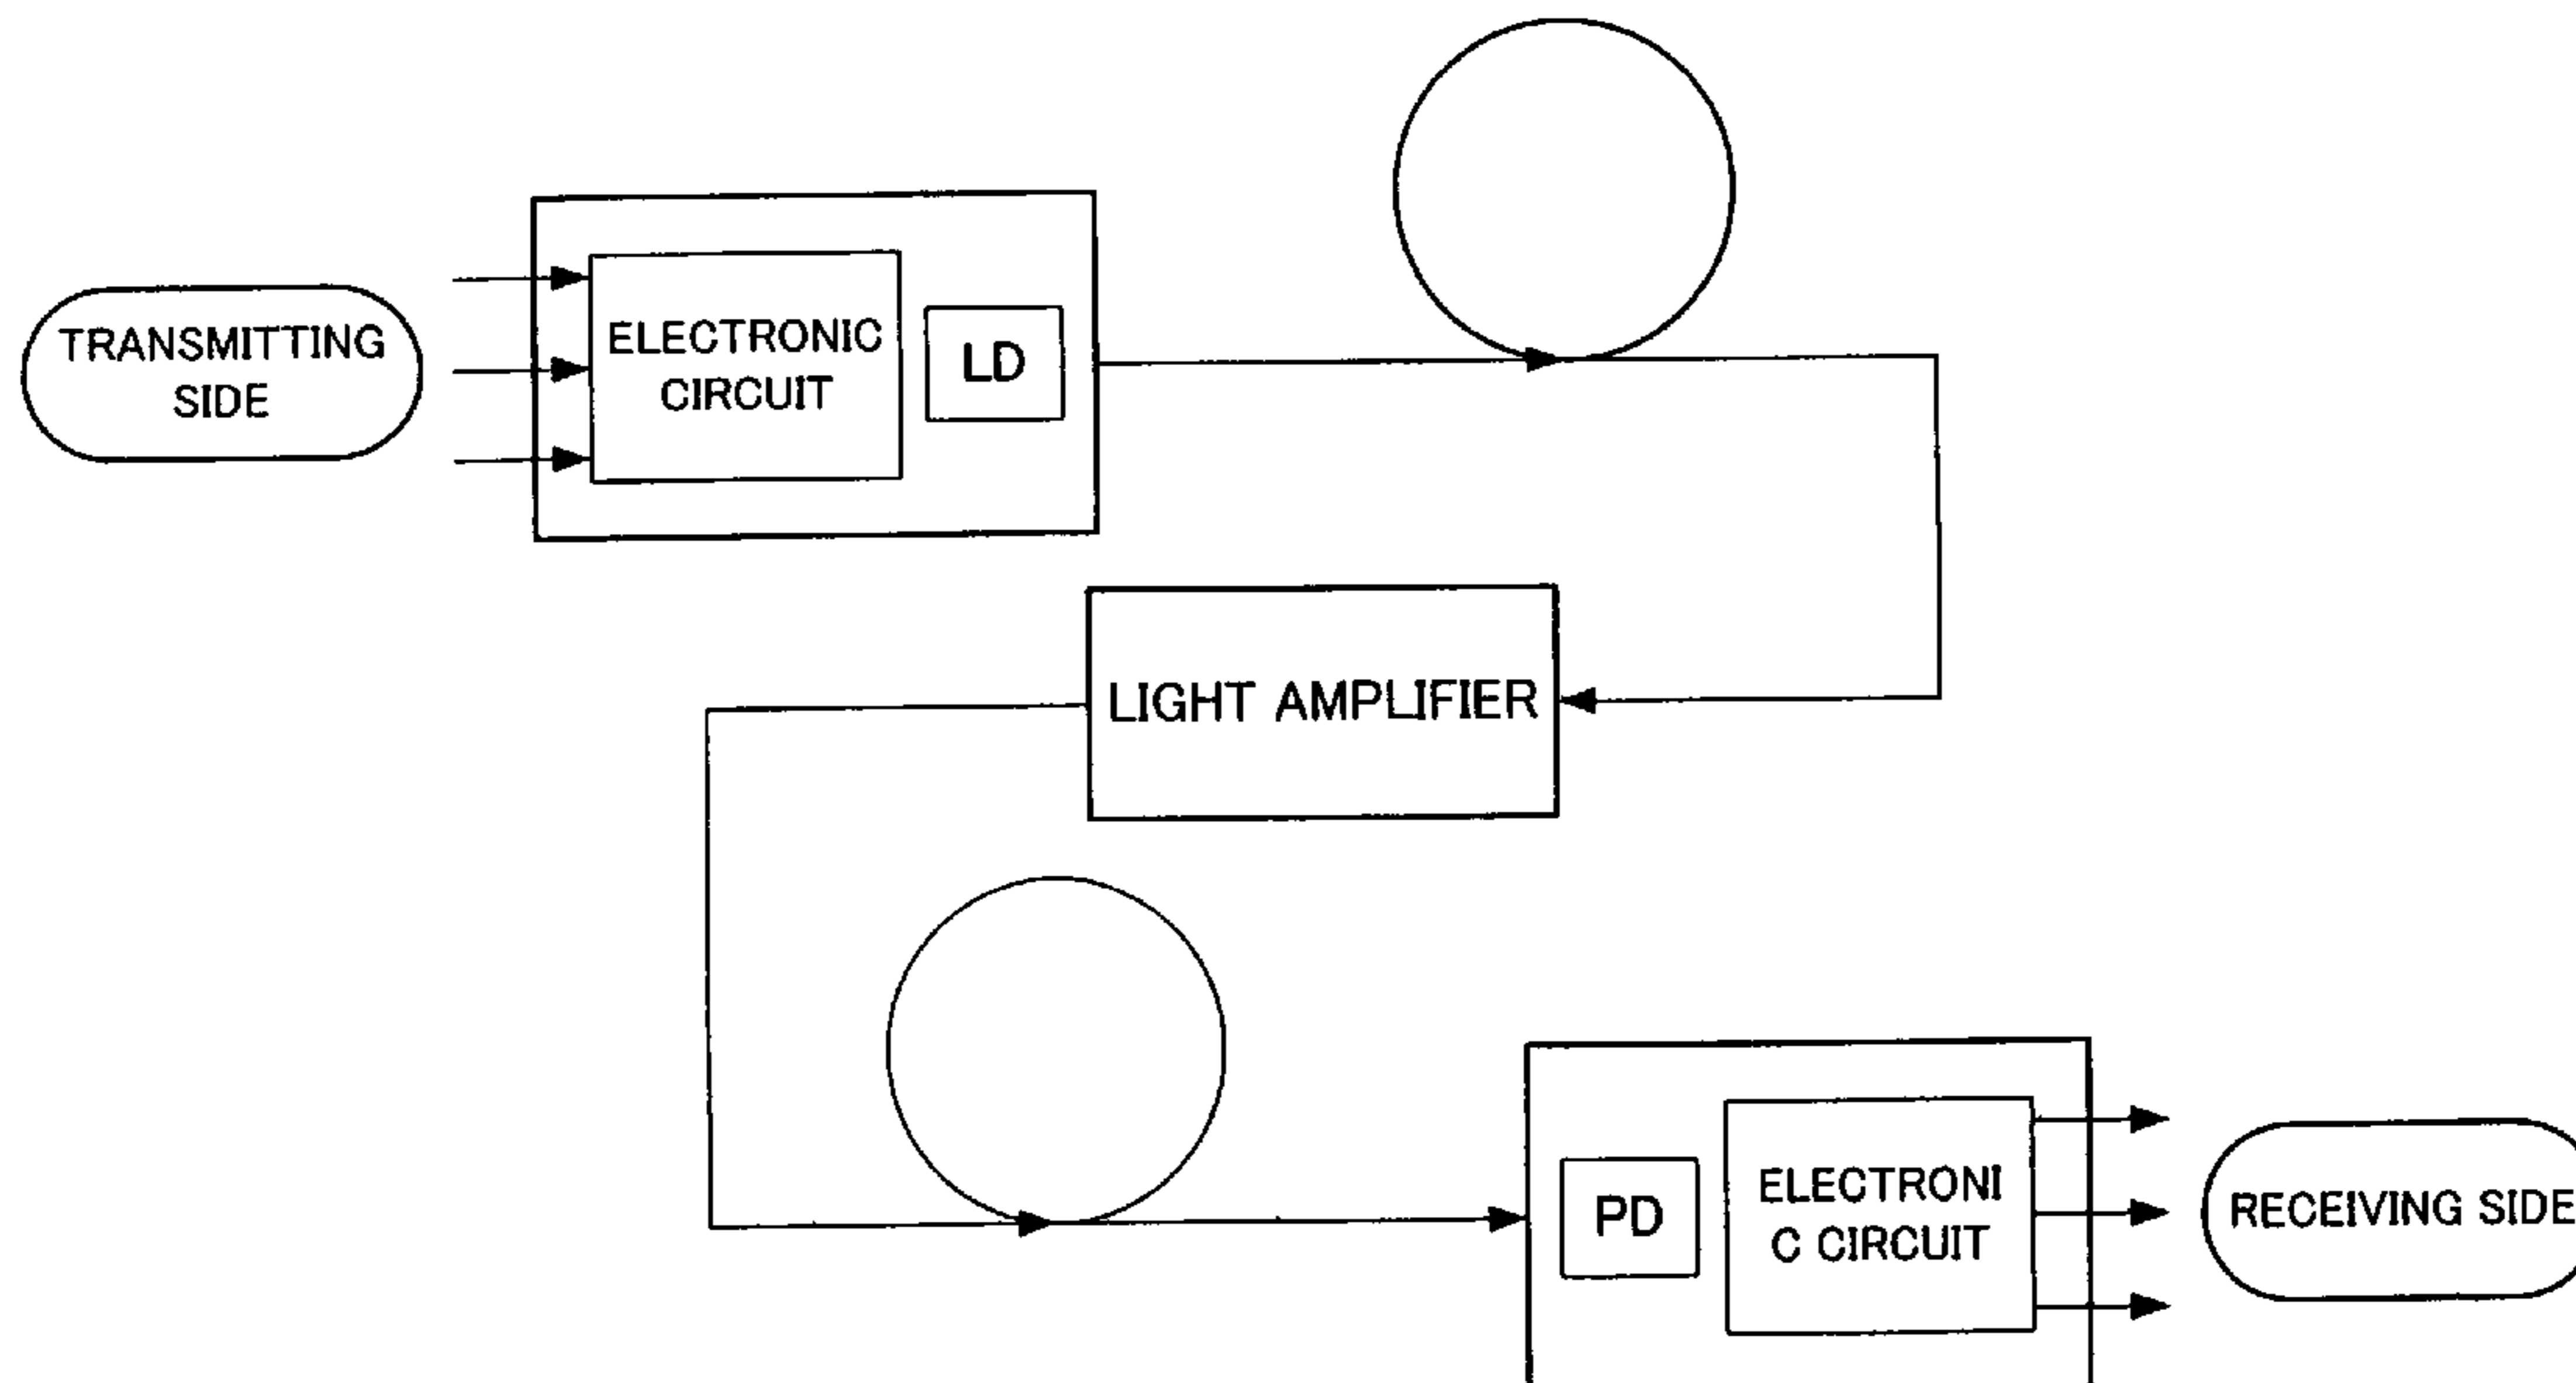 TRANSMITTING
SIDE
ELECTRONIC
CIRCUIT
LD
LIGHT AMPLIFIER
PD
ELECTRONI
C CIRCUIT
RECEIVING SIDE